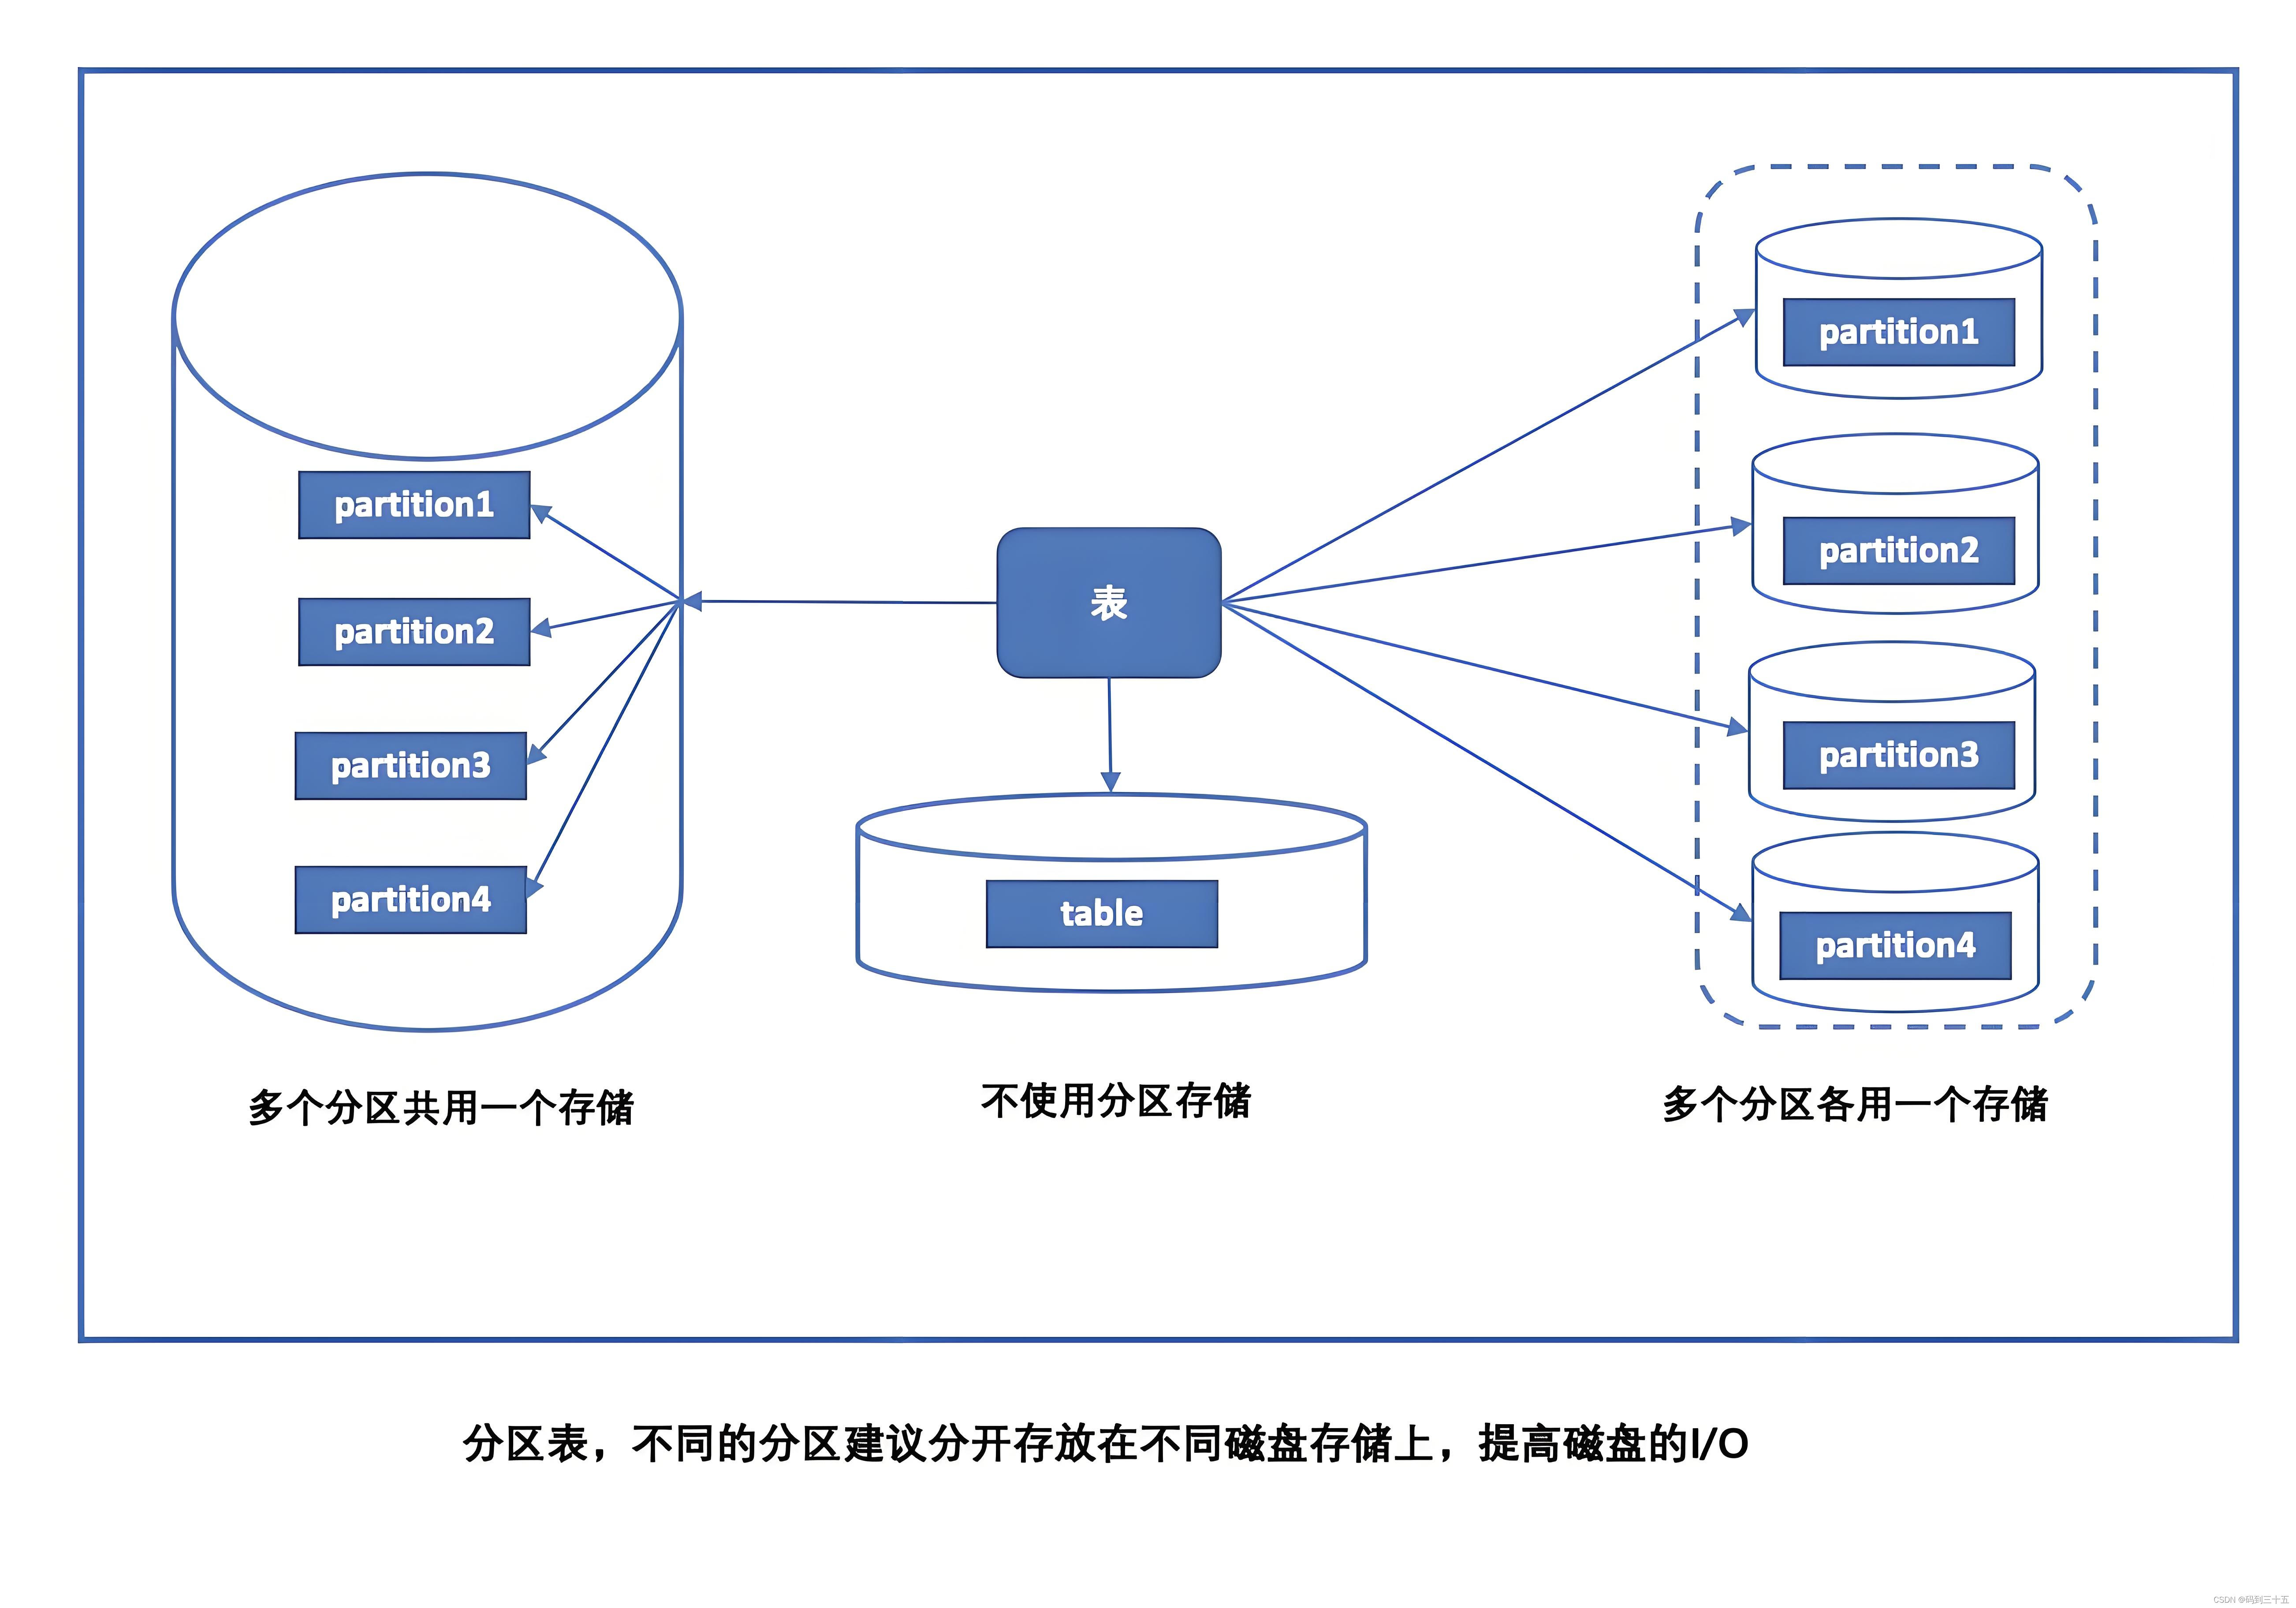 partition1
partition2
partition3
partition4
多个分区共用一个存储
表
table
不使用分区存储
partition1
partition2
partition3
partition4
多个分区各用一个存储
分区表，不同的分区建议分开存放在不同磁盘存储上，提高磁盘的I/O
CSDN @码到三十五